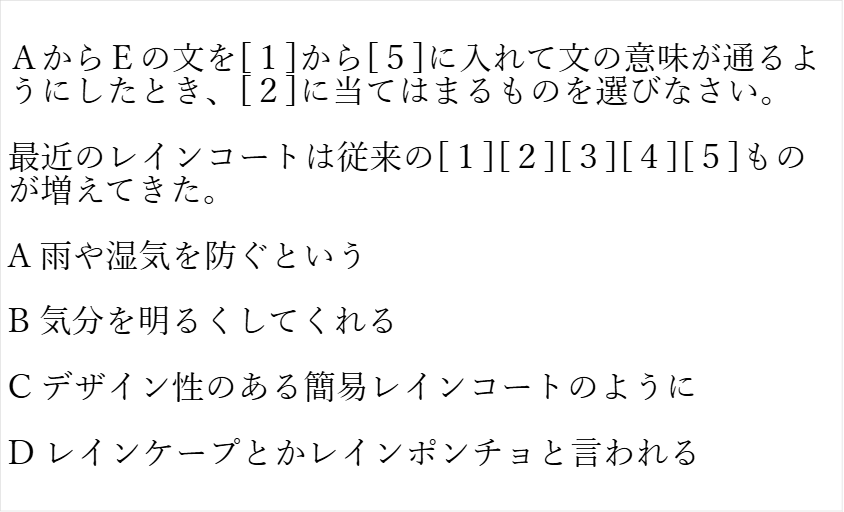 AからEの文を[１]から[５]に入れて文の意味が通るよ
うにしたとき、[２]に当てはまるものを選びなさい。
最近のレインコートは従来の[１][２][３][４][５]もの
が増えてきた。
A 雨や湿気を防ぐという
B 気分を明るくしてくれる
C デザイン性のある簡易レインコートのように
D レインケープとかレインポンチョと言われる